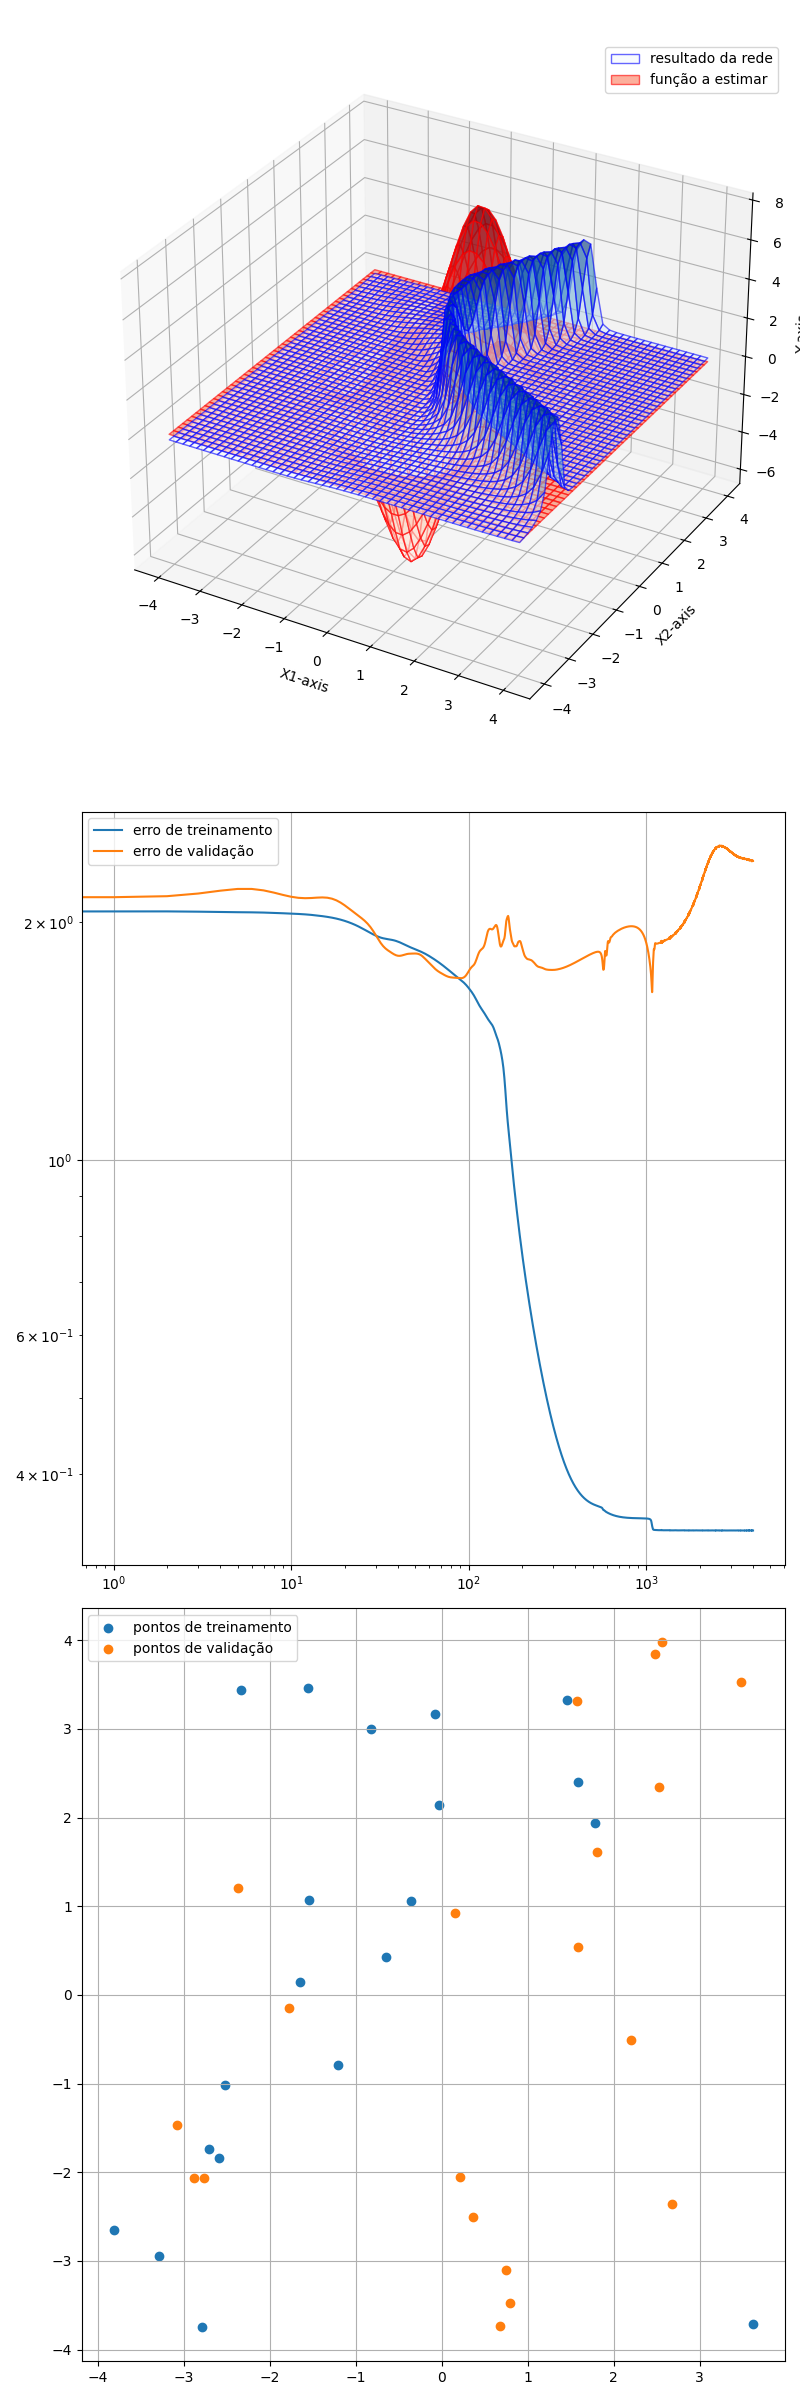 resultado da rede
função a estimar
8
6
4
2
0
−2
−4
−6
−4
−3
−2
−1
0
1
2
3
4
X1-axis
−4
−3
−2
−1
0
1
2
3
4
X2-axis
erro de treinamento
erro de validação
2 × 10⁰
10⁰
6 × 10⁻¹
4 × 10⁻¹
10⁰ 10¹ 10² 10³
pontos de treinamento
pontos de validação
4
3
2
1
0
−1
−2
−3
−4
−4 −3 −2 −1 0 1 2 3